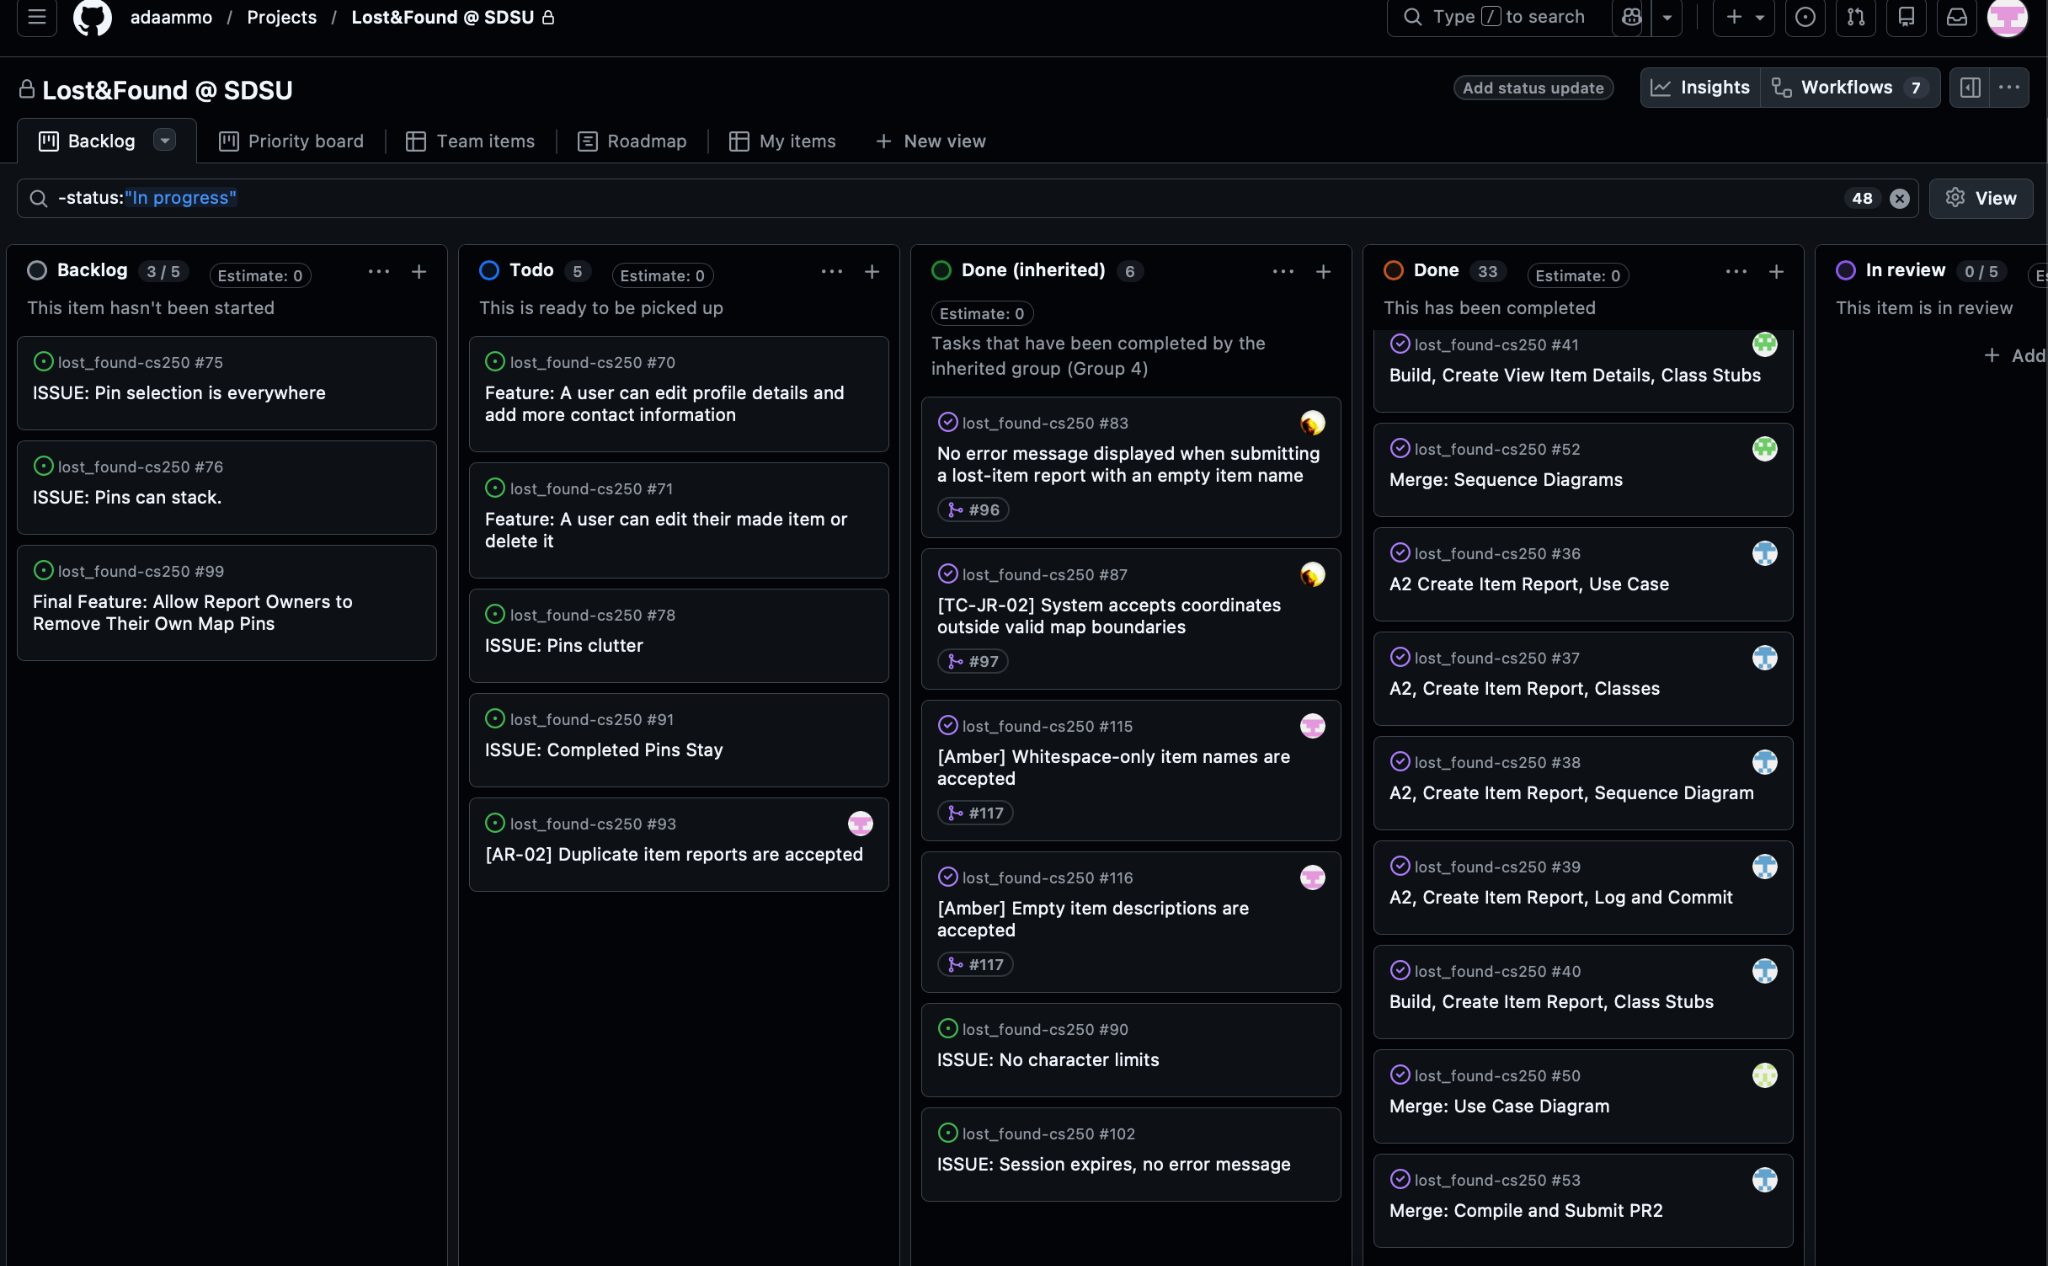 adaammo / Projects / Lost&Found @ SDSU
Type / to search
Lost&Found @ SDSU
Add status update
Insights
Workflows 7
Backlog
Priority board
Team items
Roadmap
My items
+ New view
-status:"In progress"
48
View
Backlog 3 / 5 Estimate: 0
This item hasn't been started
lost_found-cs250 #75
ISSUE: Pin selection is everywhere
lost_found-cs250 #76
ISSUE: Pins can stack.
lost_found-cs250 #99
Final Feature: Allow Report Owners to
Remove Their Own Map Pins
Todo 5 Estimate: 0
This is ready to be picked up
lost_found-cs250 #70
Feature: A user can edit profile details and
add more contact information
lost_found-cs250 #71
Feature: A user can edit their made item or
delete it
lost_found-cs250 #78
ISSUE: Pins clutter
lost_found-cs250 #91
ISSUE: Completed Pins Stay
lost_found-cs250 #93
[AR-02] Duplicate item reports are accepted
Done (inherited) 6
Estimate: 0
Tasks that have been completed by the
inherited group (Group 4)
lost_found-cs250 #83
No error message displayed when submitting
a lost-item report with an empty item name
#96
lost_found-cs250 #87
[TC-JR-02] System accepts coordinates
outside valid map boundaries
#97
lost_found-cs250 #115
[Amber] Whitespace-only item names are
accepted
#117
lost_found-cs250 #116
[Amber] Empty item descriptions are
accepted
#117
lost_found-cs250 #90
ISSUE: No character limits
lost_found-cs250 #102
ISSUE: Session expires, no error message
Done 33 Estimate: 0
This has been completed
lost_found-cs250 #41
Build, Create View Item Details, Class Stubs
lost_found-cs250 #52
Merge: Sequence Diagrams
lost_found-cs250 #36
A2 Create Item Report, Use Case
lost_found-cs250 #37
A2, Create Item Report, Classes
lost_found-cs250 #38
A2, Create Item Report, Sequence Diagram
lost_found-cs250 #39
A2, Create Item Report, Log and Commit
lost_found-cs250 #40
Build, Create Item Report, Class Stubs
lost_found-cs250 #50
Merge: Use Case Diagram
lost_found-cs250 #53
Merge: Compile and Submit PR2
In review 0 / 5
This item is in review
+ Add